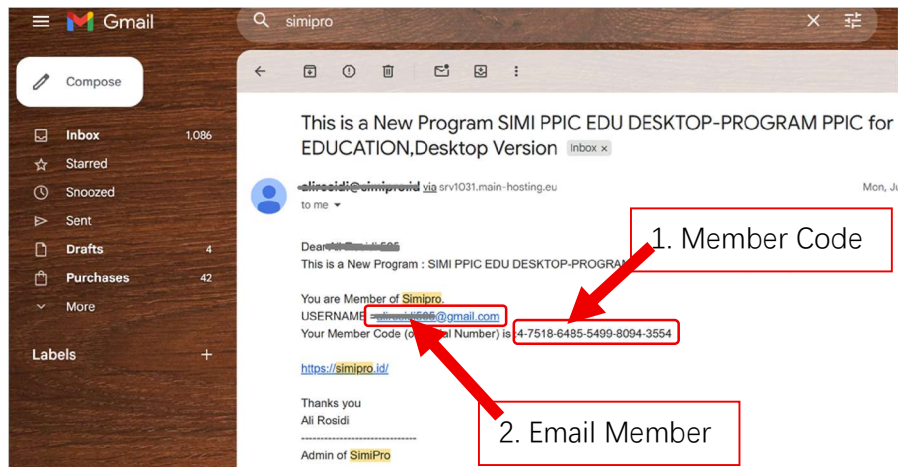 Gmail
simipro
Compose
Inbox 1,086
Starred
Snoozed
Sent
Drafts 4
Purchases 42
More
Labels
This is a New Program SIMI PPIC EDU DESKTOP-PROGRAM PPIC for
EDUCATION,Desktop Version Inbox x
via srv1031.main-hosting.eu Mon,
to me
Dear
This is a New Program : SIMI PPIC EDU DESKTOP-PROGRAM
1. Member Code
You are Member of Simipro.
USERNAME @gmail.com
Your Member Code Number) is :4-7518-6485-5499-8094-3554
https://simipro.id/
Thanks you
Ali Rosidi
2. Email Member
------------------------------
Admin of SimiPro